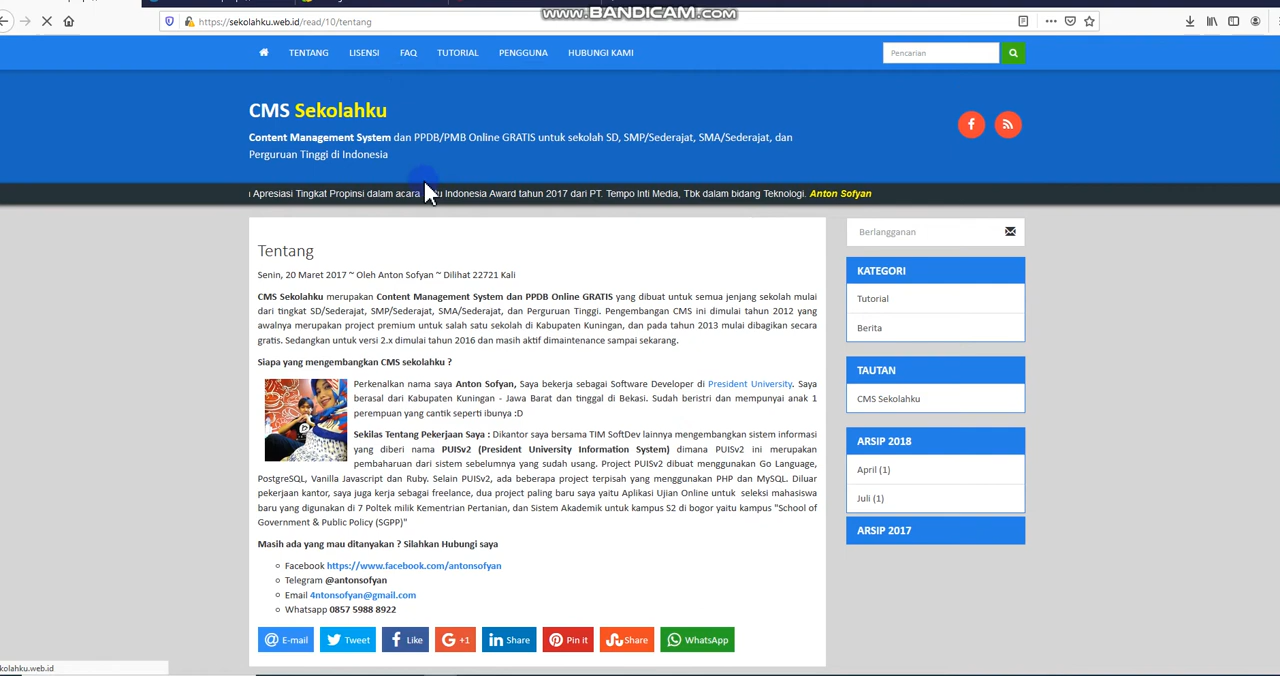 www.BANDICAM.com
https://sekolahku.web.id/read/10/tentang
TENTANG LISENSI FAQ TUTORIAL PENGGUNA HUBUNGI KAMI
Pencarian
CMS Sekolahku
Content Management System dan PPDB/PMB Online GRATIS untuk sekolah SD, SMP/Sederajat, SMA/Sederajat, dan
Perguruan Tinggi di Indonesia
Apresiasi Tingkat Propinsi dalam acara Indonesia Award tahun 2017 dari PT. Tempo Inti Media, Tbk dalam bidang Teknologi. Anton Sofyan
Tentang
Senin, 20 Maret 2017 ~ Oleh Anton Sofyan ~ Dilihat 22721 Kali
CMS Sekolahku merupakan Content Management System dan PPDB Online GRATIS yang dibuat untuk semua jenjang sekolah mulai
dari tingkat SD/Sederajat, SMP/Sederajat, SMA/Sederajat, dan Perguruan Tinggi. Pengembangan CMS ini dimulai tahun 2012 yang
awalnya merupakan project premium untuk salah satu sekolah di Kabupaten Kuningan, dan pada tahun 2013 mulai dibagikan secara
gratis. Sedangkan untuk versi 2.x dimulai tahun 2016 dan masih aktif dimaintenance sampai sekarang.
Siapa yang mengembangkan CMS sekolahku ?
Perkenalkan nama saya Anton Sofyan, Saya bekerja sebagai Software Developer di President University. Saya
berasal dari Kabupaten Kuningan - Jawa Barat dan tinggal di Bekasi. Sudah beristri dan mempunyai anak 1
perempuan yang cantik seperti ibunya :D
Sekilas Tentang Pekerjaan Saya : Dikantor saya bersama TIM SoftDev lainnya mengembangkan sistem informasi
yang diberi nama PUISv2 (President University Information System) dimana PUISv2 ini merupakan
pembaharuan dari sistem sebelumnya yang sudah usang. Project PUISv2 dibuat menggunakan Go Language,
PostgreSQL, Vanilla Javascript dan Ruby. Selain PUISv2, ada beberapa project terpisah yang menggunakan PHP dan MySQL. Diluar
pekerjaan kantor, saya juga kerja sebagai freelance, dua project paling baru saya yaitu Aplikasi Ujian Online untuk seleksi mahasiswa
baru yang digunakan di 7 Poltek milik Kementrian Pertanian, dan Sistem Akademik untuk kampus S2 di bogor yaitu kampus "School of
Government & Public Policy (SGPP)"
Masih ada yang mau ditanyakan ? Silahkan Hubungi saya
Facebook https://www.facebook.com/antonsofyan
Telegram @antonsofyan
Email 4ntonsofyan@gmail.com
Whatsapp 0857 5988 8922
E-mail Tweet Like +1 Share Pin it Share WhatsApp
Berlangganan
KATEGORI
Tutorial
Berita
TAUTAN
CMS Sekolahku
ARSIP 2018
April (1)
Juli (1)
ARSIP 2017
kolahku.web.id